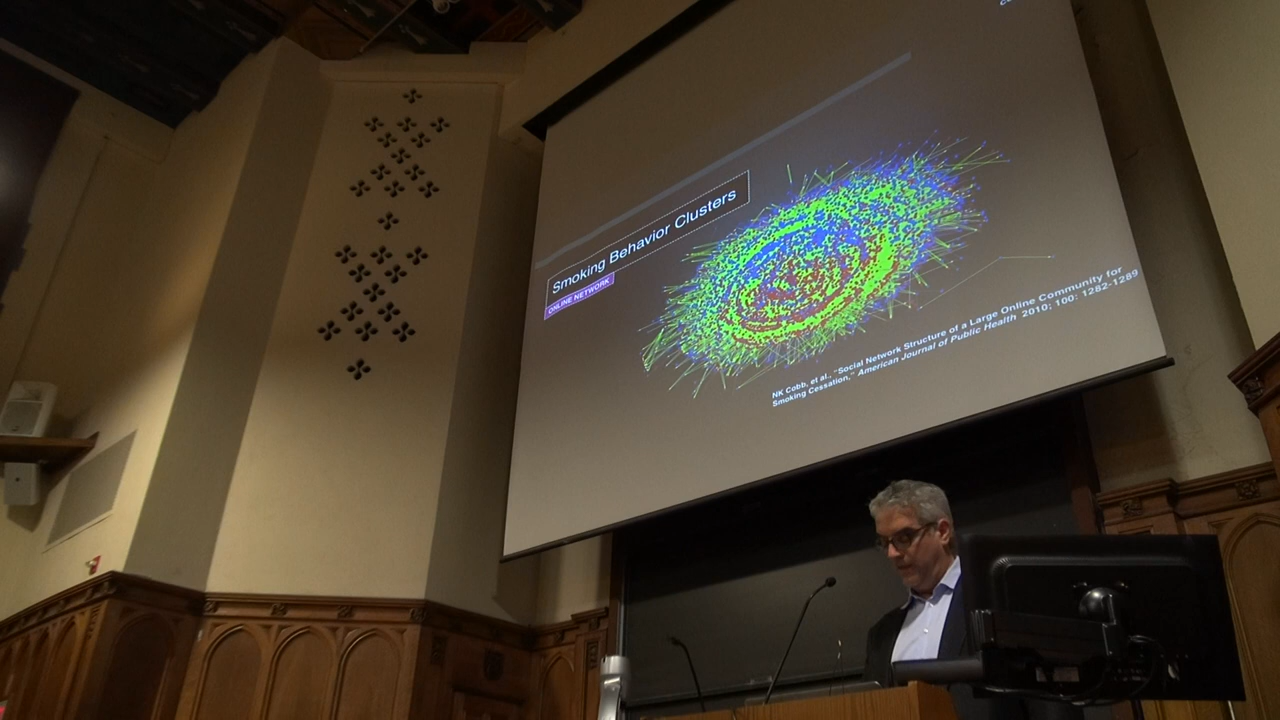 Smoking Behavior Clusters
ONLINE NETWORK
NK Cobb, et al., "Social Network Structure of a Large Online Community for
Smoking Cessation," American Journal of Public Health 2010; 100: 1282-1289